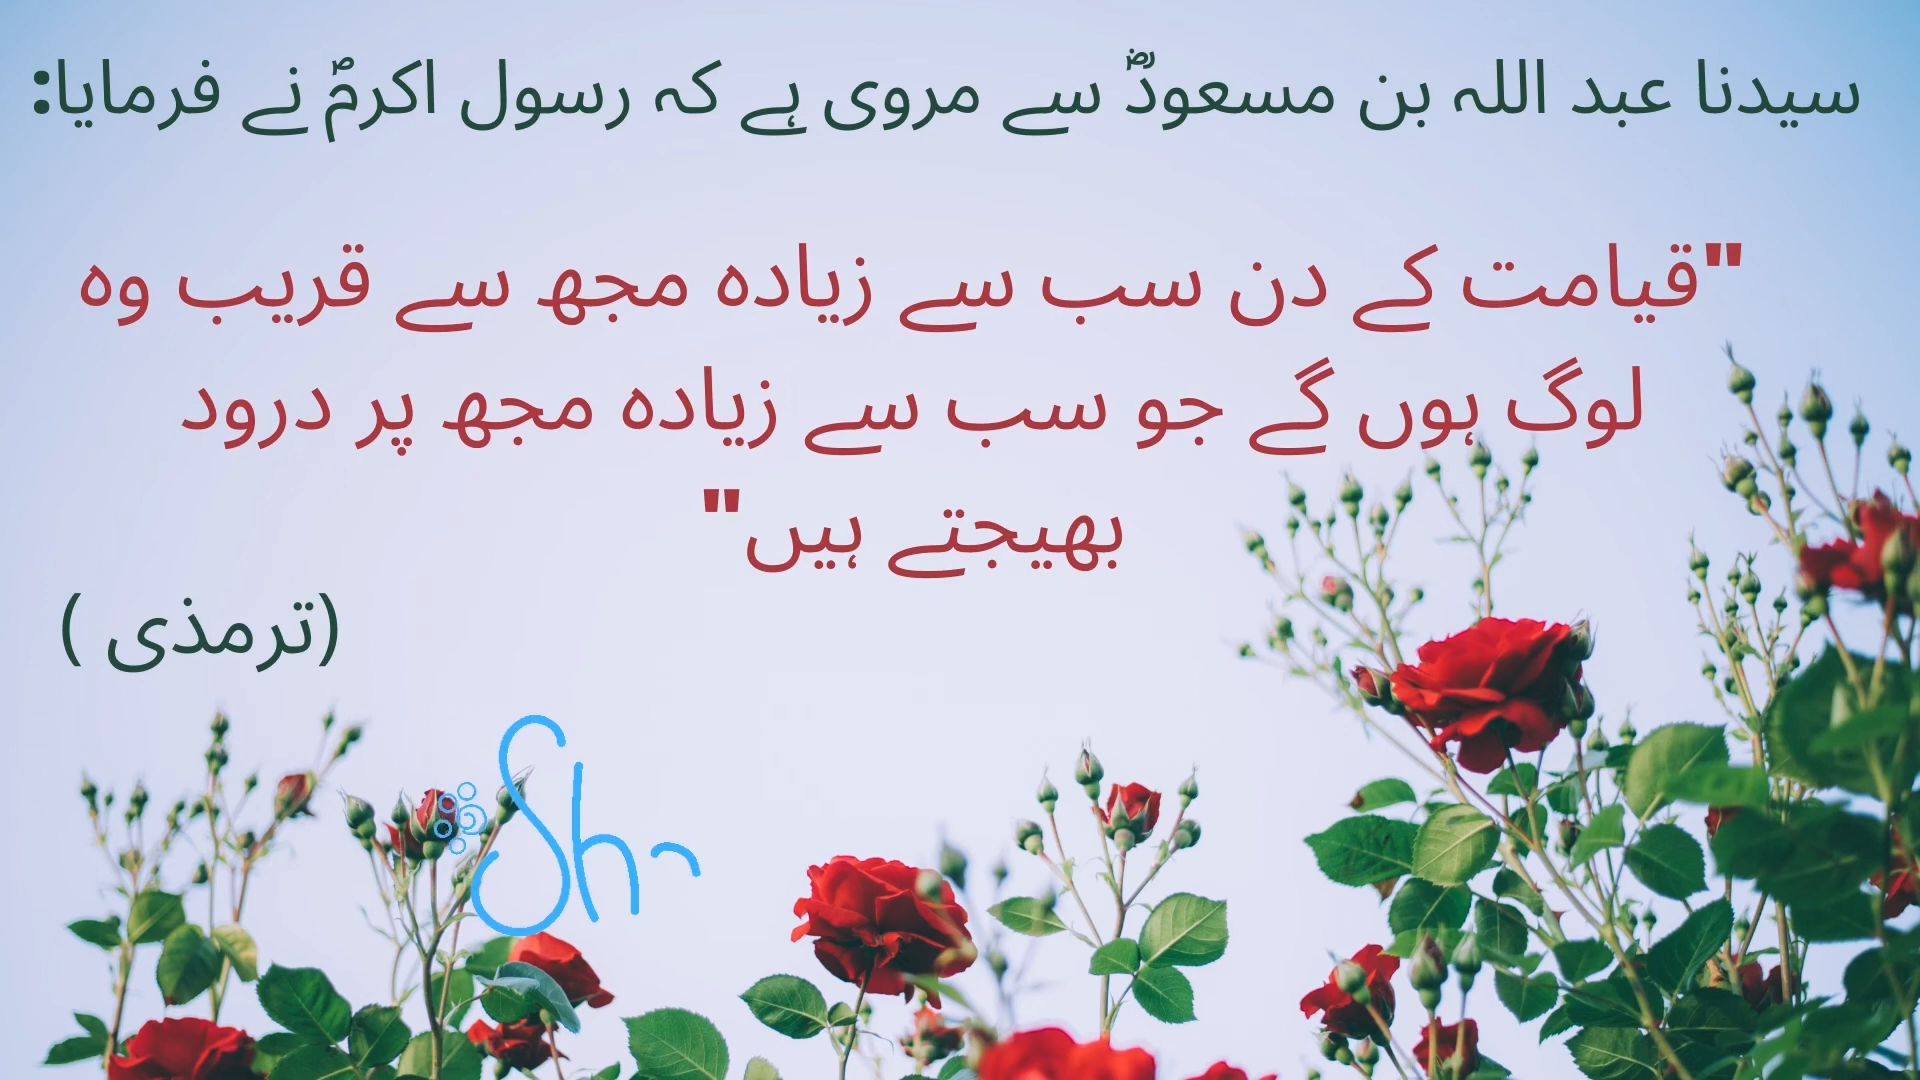 سیدنا عبد اللہ بن مسعودؓ سے مروی ہے کہ رسول اکرمؐ نے فرمایا:
"قیامت کے دن سب سے زیادہ مجھ سے قریب وہ
لوگ ہوں گے جو سب سے زیادہ مجھ پر درود
بھیجتے ہیں"
(ترمذی )
Sh